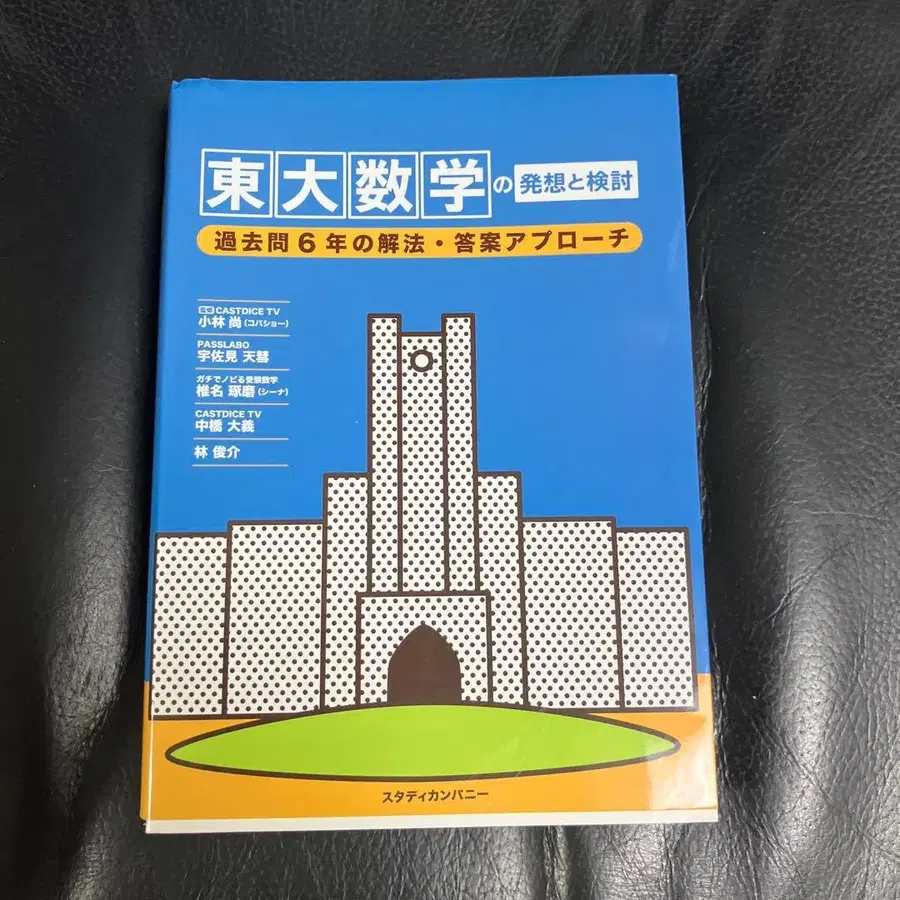 東大数学の発想と検討
過去問6年の解法・答案アプローチ
監修 CASTDICE TV
小林 尚(コバショー)
PASSLABO
宇佐見 天彗
ガチでノビる受験数学
椎名 琢磨(シーナ)
CASTDICE TV
中橋 大義
林 俊介
スタディカンパニー